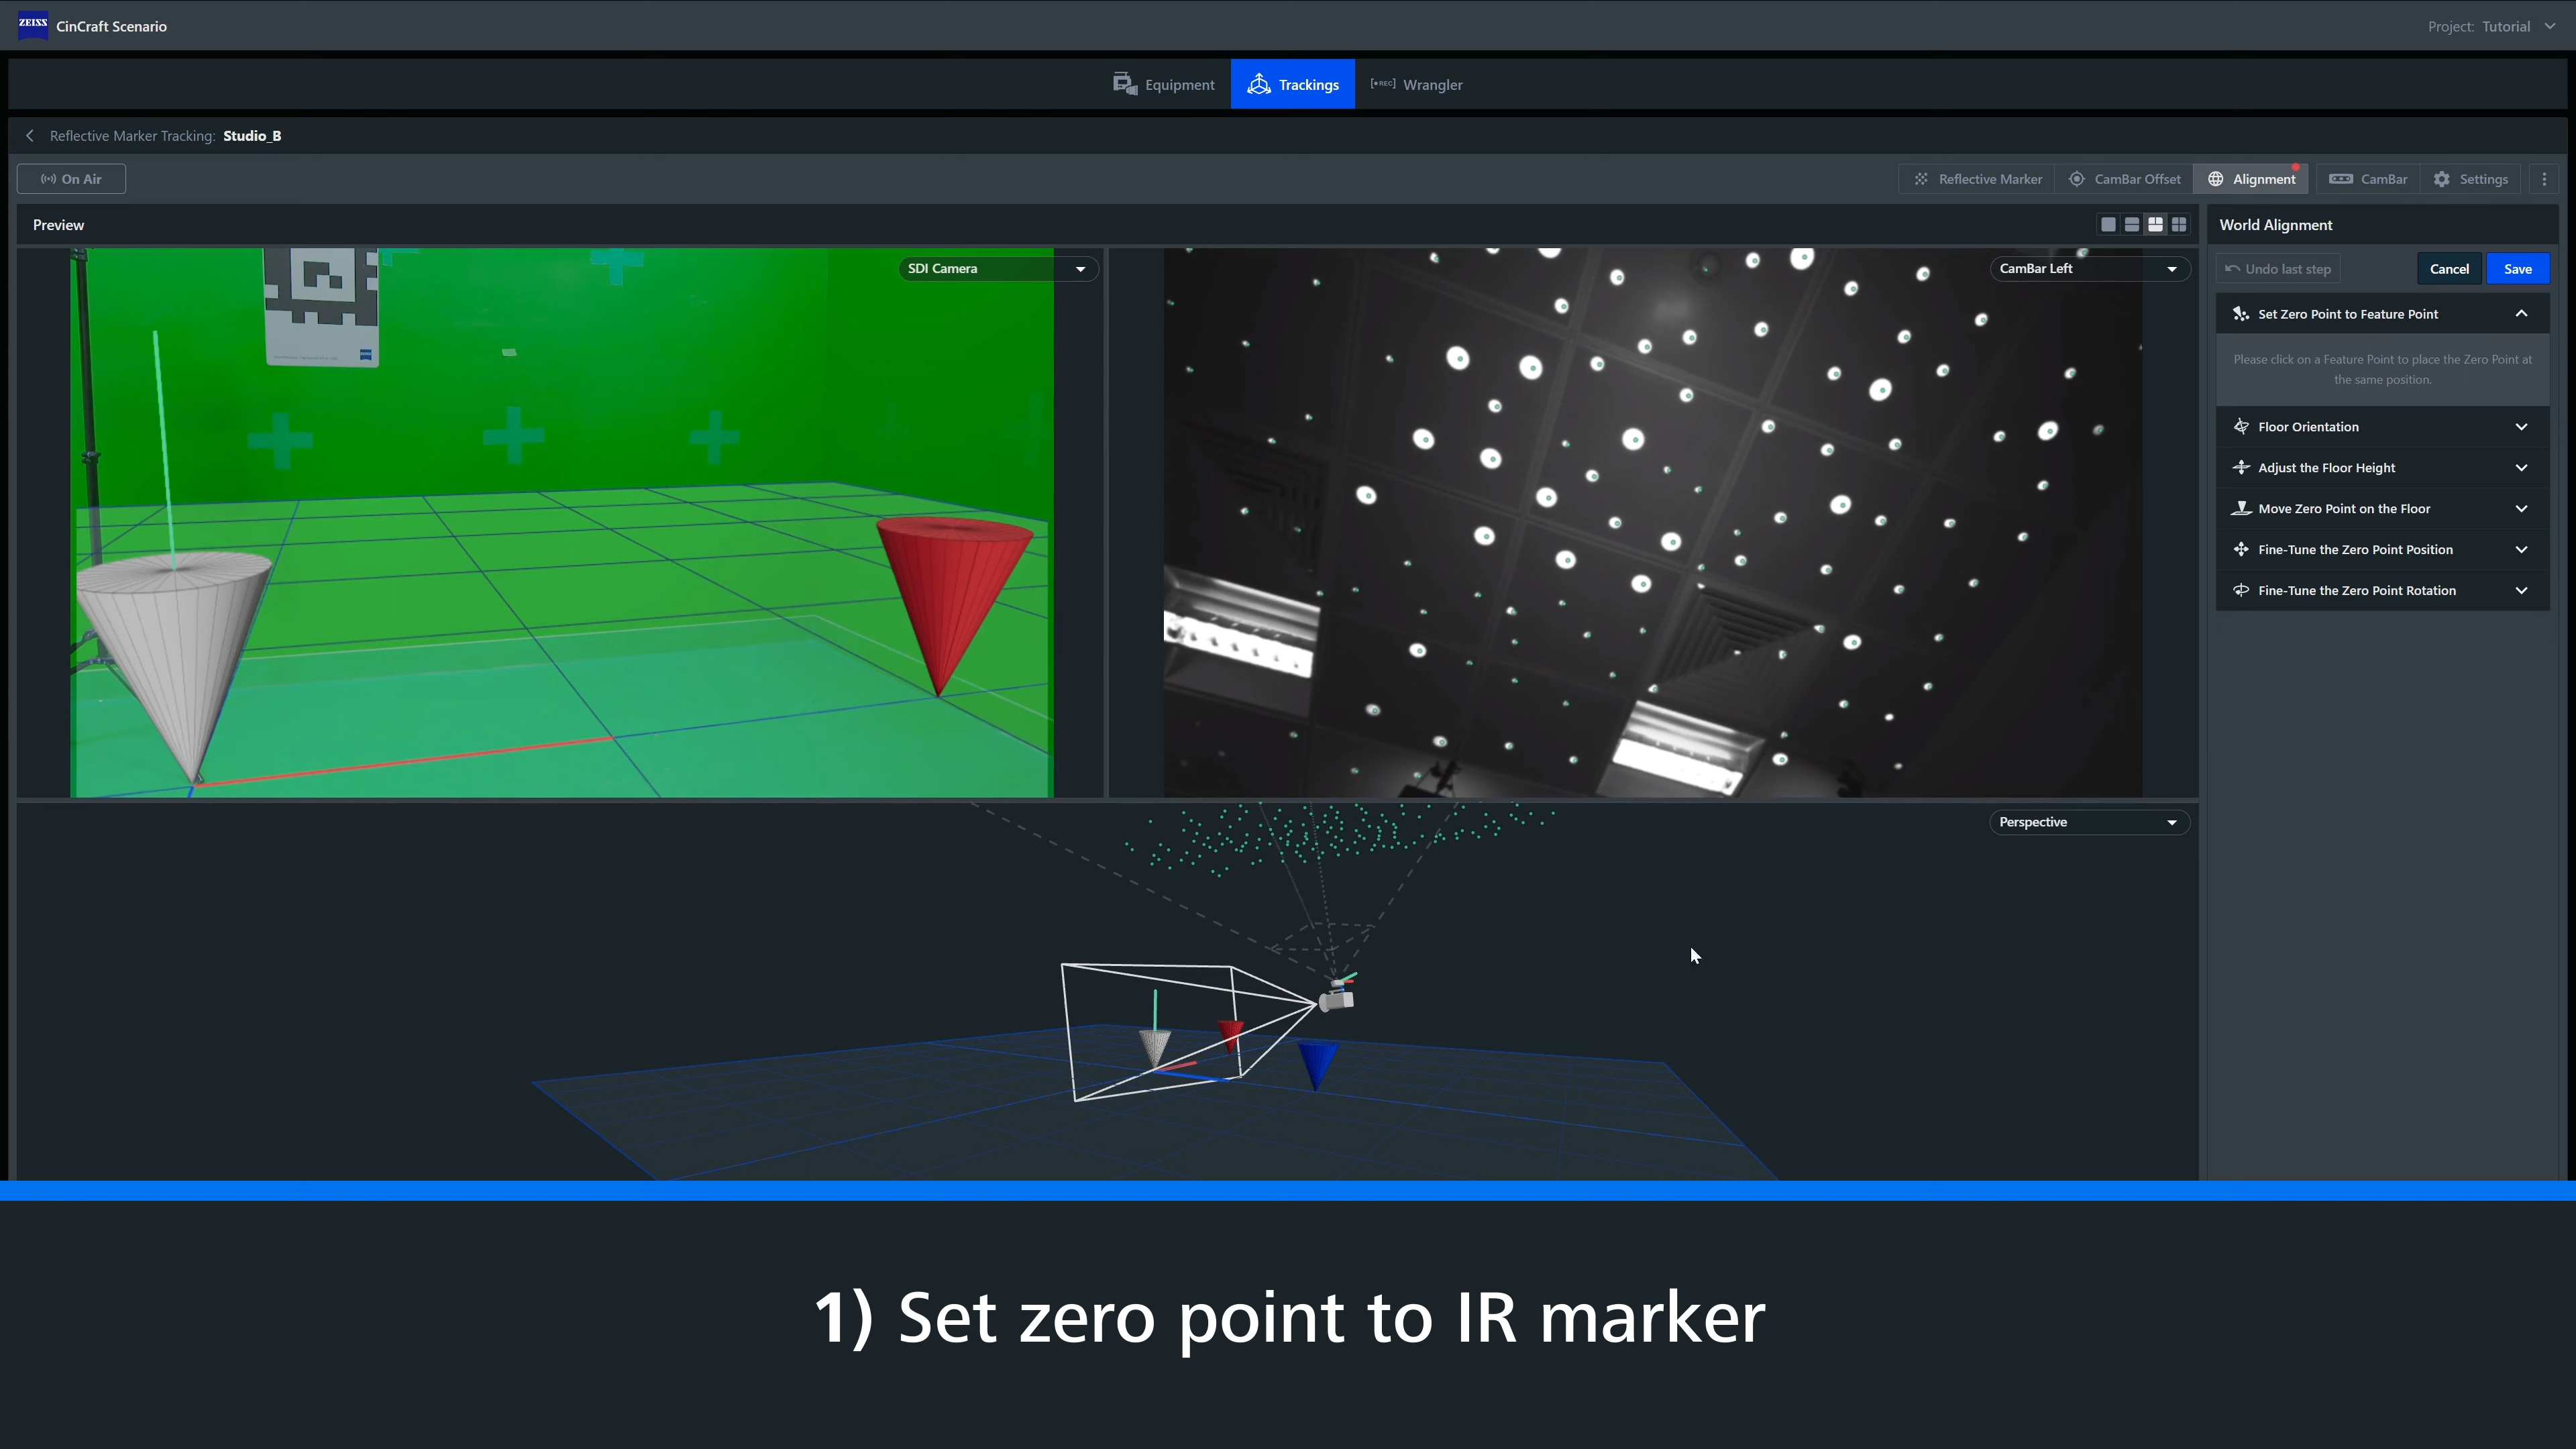 ZEISS CinCraft Scenario
Project: Tutorial
Equipment
Trackings
[•REC] Wrangler
Reflective Marker Tracking: Studio_B
On Air
Reflective Marker
CamBar Offset
Alignment
CamBar
Settings
Preview
World Alignment
SDI Camera
CamBar Left
Undo last step
Cancel
Save
Set Zero Point to Feature Point
Please click on a Feature Point to place the Zero Point at
the same position.
Floor Orientation
Adjust the Floor Height
Move Zero Point on the Floor
Fine-Tune the Zero Point Position
Fine-Tune the Zero Point Rotation
Perspective
1) Set zero point to IR marker